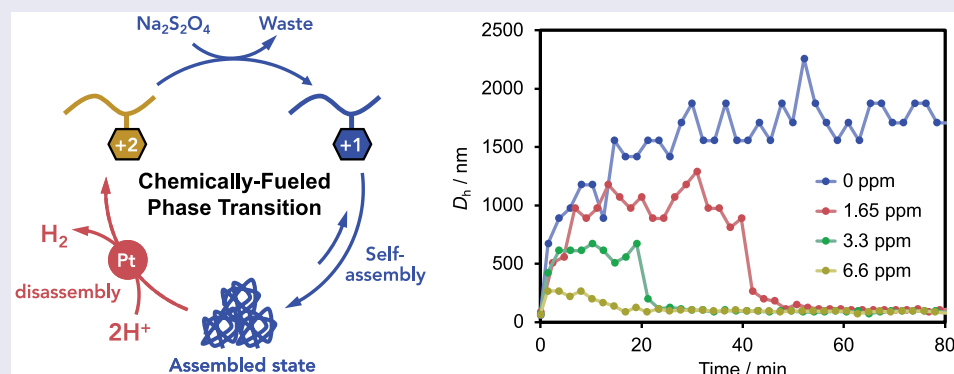 Na₂S₂O₄
Waste
+2
+1
Chemically-Fueled
Phase Transition
H₂
Pt
disassembly
2H⁺
Self-
assembly
Assembled state
2500
2000
1500
1000
500
0
Dₕ / nm
0 ppm
1.65 ppm
3.3 ppm
6.6 ppm
0
20
40
60
80
Time / min